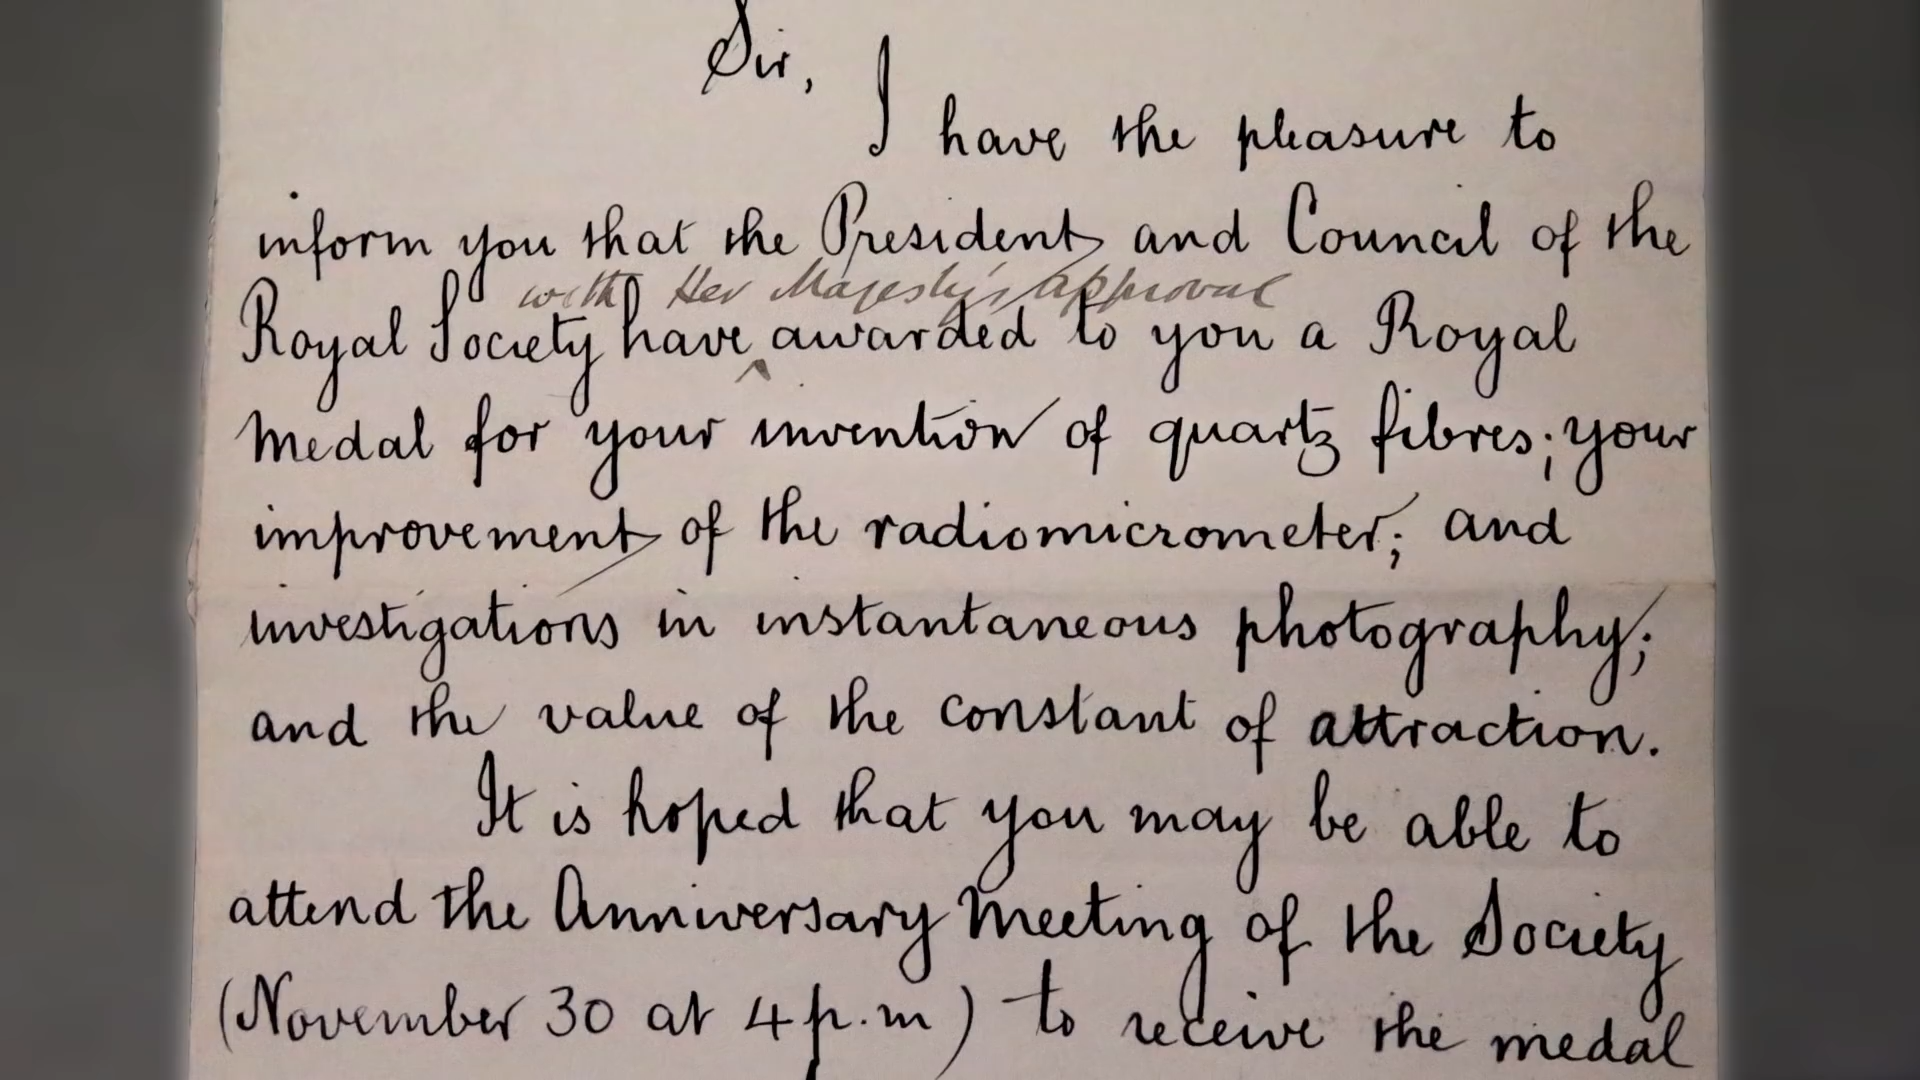 Sir,
I have the pleasure to
inform you that the President and Council of the
with Her Majesty's approval
Royal Society have ^ awarded to you a Royal
Medal for your invention of quartz fibres; your
improvement of the radiomicrometer; and
investigations in instantaneous photography;
and the value of the constant of attraction.
It is hoped that you may be able to
attend the Anniversary Meeting of the Society
(November 30 at 4 p.m) to receive the medal